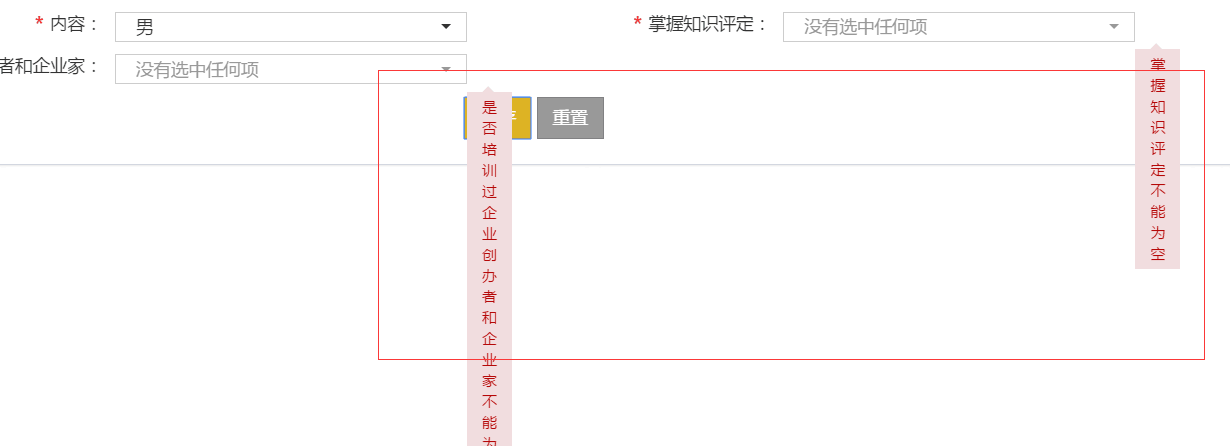 * 内容：
男
* 掌握知识评定：
没有选中任何项
者和企业家：
没有选中任何项
重置
掌握知识评定不能为空
是否培训过企业创办者和企业家不能为